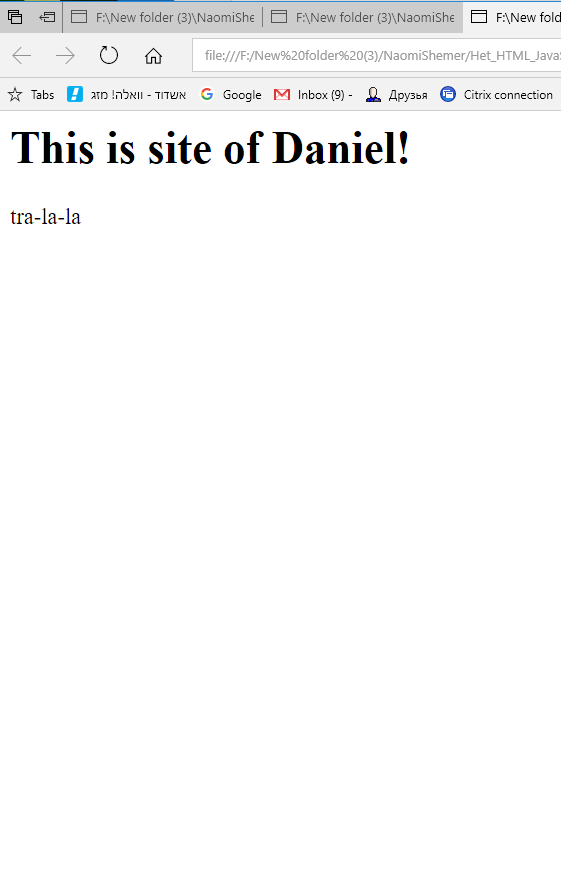 F:\New folder (3)\NaomiShe F:\New folder (3)\NaomiShe F:\New fold
file:///F:/New%20folder%20(3)/NaomiShemer/Het_HTML_JavaS
Tabs אשדוד - וואלה! מזג Google Inbox (9) - Друзья Citrix connection
This is site of Daniel!
tra-la-la